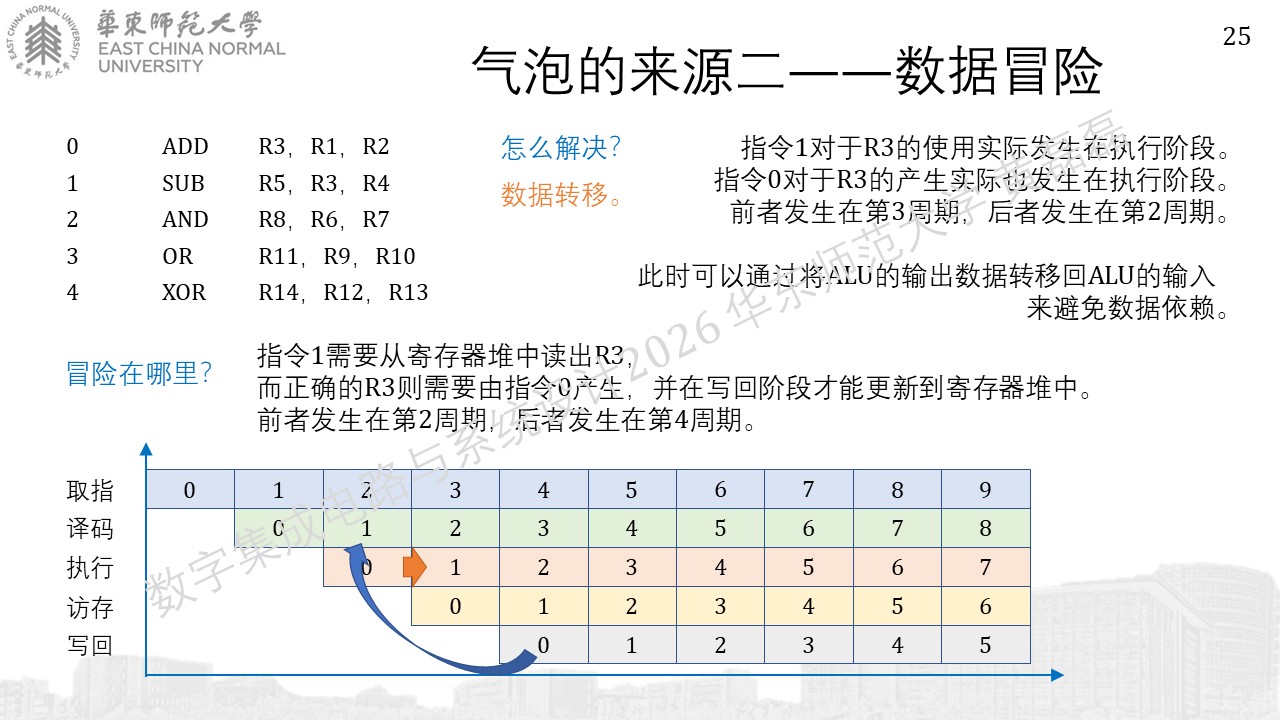 華東師範大學
EAST CHINA NORMAL
UNIVERSITY
EAST CHINA NORMAL UNIVERSITY
華東師範大學
25
气泡的来源二——数据冒险
0 ADD R3，R1，R2
1 SUB R5，R3，R4
2 AND R8，R6，R7
3 OR R11，R9，R10
4 XOR R14，R12，R13
怎么解决？
数据转移。
指令1对于R3的使用实际发生在执行阶段。
指令0对于R3的产生实际也发生在执行阶段。
前者发生在第3周期，后者发生在第2周期。
此时可以通过将ALU的输出数据转移回ALU的输入
来避免数据依赖。
冒险在哪里？
指令1需要从寄存器堆中读出R3，
而正确的R3则需要由指令0产生，并在写回阶段才能更新到寄存器堆中。
前者发生在第2周期，后者发生在第4周期。
取指 0 1 2 3 4 5 6 7 8 9
译码 0 1 2 3 4 5 6 7 8
执行 0 1 2 3 4 5 6 7
访存 0 1 2 3 4 5 6
写回 0 1 2 3 4 5
数字集成电路与系统设计2026 华东师范大学 黄磊磊